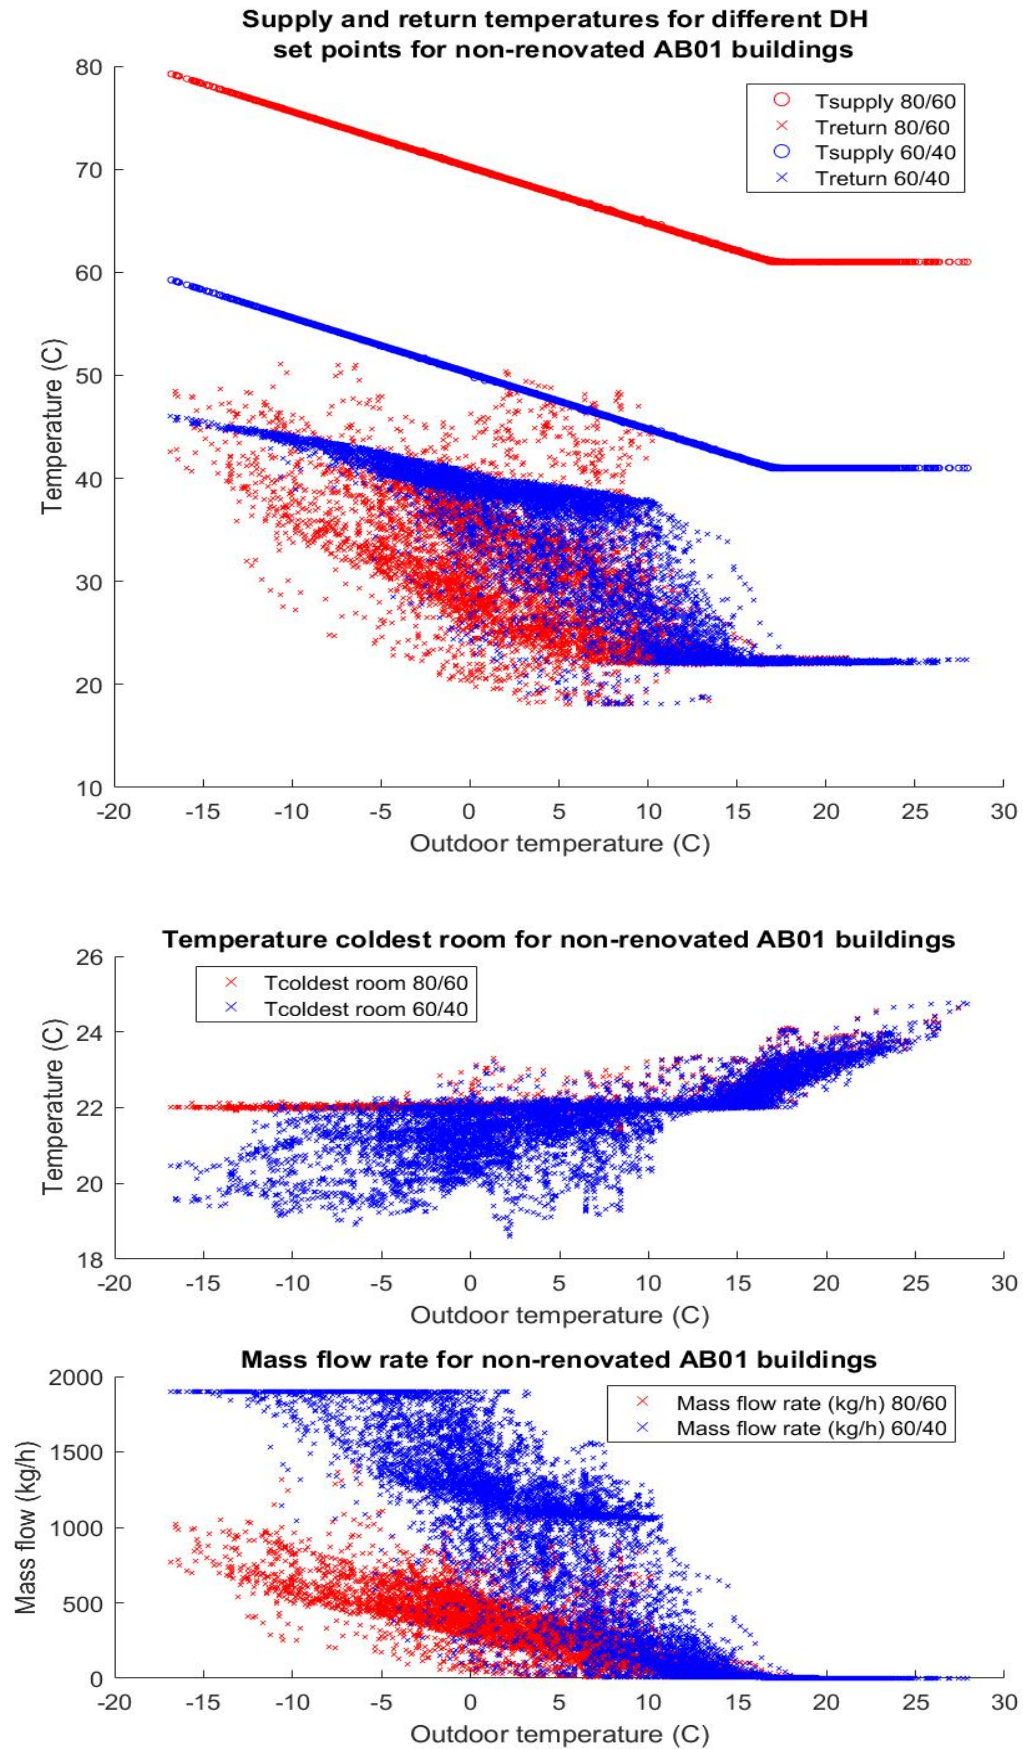 Supply and return temperatures for different DH
set points for non-renovated AB01 buildings
80
70
60
50
40
30
20
10
Temperature (C)
Tsupply 80/60
Treturn 80/60
Tsupply 60/40
Treturn 60/40
-20 -15 -10 -5 0 5 10 15 20 25 30
Outdoor temperature (C)
Temperature coldest room for non-renovated AB01 buildings
26
24
22
20
18
Temperature (C)
Tcoldest room 80/60
Tcoldest room 60/40
-20 -15 -10 -5 0 5 10 15 20 25 30
Outdoor temperature (C)
Mass flow rate for non-renovated AB01 buildings
2000
1500
1000
500
0
Mass flow (kg/h)
Mass flow rate (kg/h) 80/60
Mass flow rate (kg/h) 60/40
-20 -15 -10 -5 0 5 10 15 20 25 30
Outdoor temperature (C)